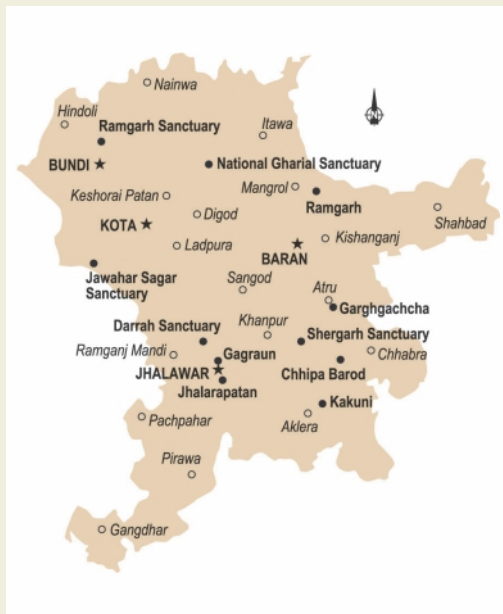 Nainwa
Hindoli
Ramgarh Sanctuary
Itawa
BUNDI
National Gharial Sanctuary
Keshorai Patan
Mangrol
Ramgarh
Digod
Shahbad
KOTA
Ladpura
Kishanganj
BARAN
Jawahar Sagar
Sanctuary
Sangod
Atru
Garghgachcha
Darrah Sanctuary
Khanpur
Shergarh Sanctuary
Ramganj Mandi
Gagraun
Chhabra
JHALAWAR
Chhipa Barod
Jhalarapatan
Kakuni
Pachpahar
Aklera
Pirawa
Gangdhar
N